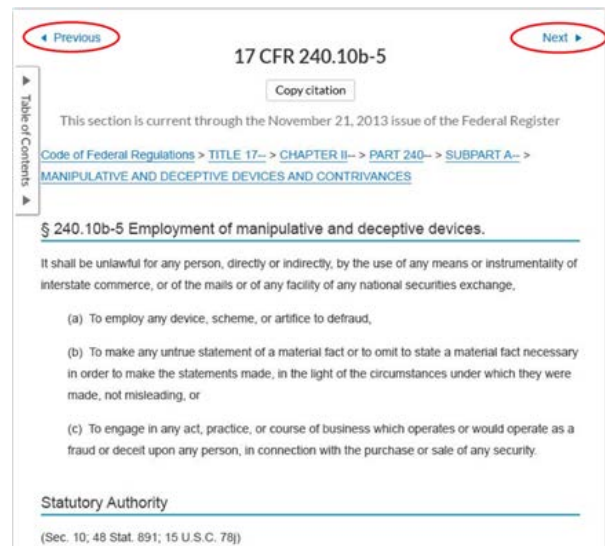 Previous
Next
17 CFR 240.10b-5
Copy citation
Table of Contents
This section is current through the November 21, 2013 issue of the Federal Register
Code of Federal Regulations > TITLE 17-- > CHAPTER II-- > PART 240-- > SUBPART A-- >
MANIPULATIVE AND DECEPTIVE DEVICES AND CONTRIVANCES
§ 240.10b-5 Employment of manipulative and deceptive devices.
It shall be unlawful for any person, directly or indirectly, by the use of any means or instrumentality of
interstate commerce, or of the mails or of any facility of any national securities exchange,
(a) To employ any device, scheme, or artifice to defraud,
(b) To make any untrue statement of a material fact or to omit to state a material fact necessary
in order to make the statements made, in the light of the circumstances under which they were
made, not misleading, or
(c) To engage in any act, practice, or course of business which operates or would operate as a
fraud or deceit upon any person, in connection with the purchase or sale of any security.
Statutory Authority
(Sec. 10; 48 Stat. 891; 15 U.S.C. 78j)